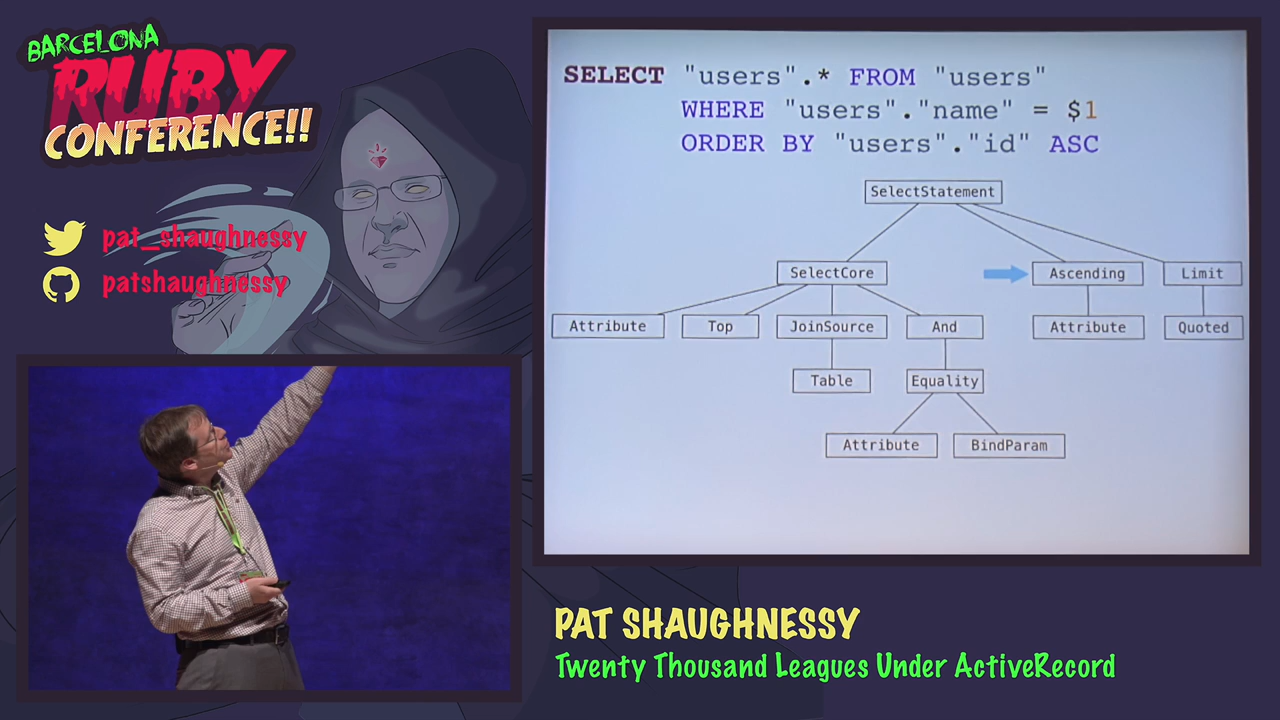 BARCELONA
RUBY
CONFERENCE!!
pat_shaughnessy
patshaughnessy
SELECT "users".* FROM "users"
WHERE "users"."name" = $1
ORDER BY "users"."id" ASC
SelectStatement
SelectCore
Ascending
Limit
Attribute
Top
JoinSource
And
Attribute
Quoted
Table
Equality
Attribute
BindParam
PAT SHAUGHNESSY
Twenty Thousand Leagues Under ActiveRecord